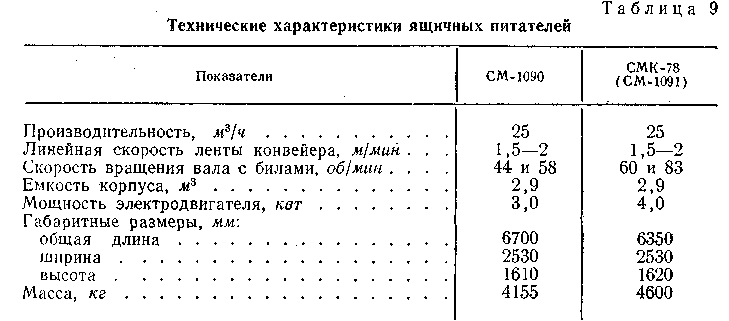 Таблица 9
Технические характеристики ящичных питателей
Показатели СМ-1090 СМК-78 (СМ-1091)
Производительность, м³/ч . . . . . . . . . . . 25 25
Линейная скорость ленты конвейера, м/мин . . . 1,5—2 1,5—2
Скорость вращения вала с билами, об/мин . . . . 44 и 58 60 и 83
Емкость корпуса, м³ . . . . . . . . . . . . . 2,9 2,9
Мощность электродвигателя, квт . . . . . . . . 3,0 4,0
Габаритные размеры, мм:
общая длина . . . . . . . . . . . . . . . 6700 6350
ширина . . . . . . . . . . . . . . . . . 2530 2530
высота . . . . . . . . . . . . . . . . . 1610 1620
Масса, кг . . . . . . . . . . . . . . . . . 4155 4600